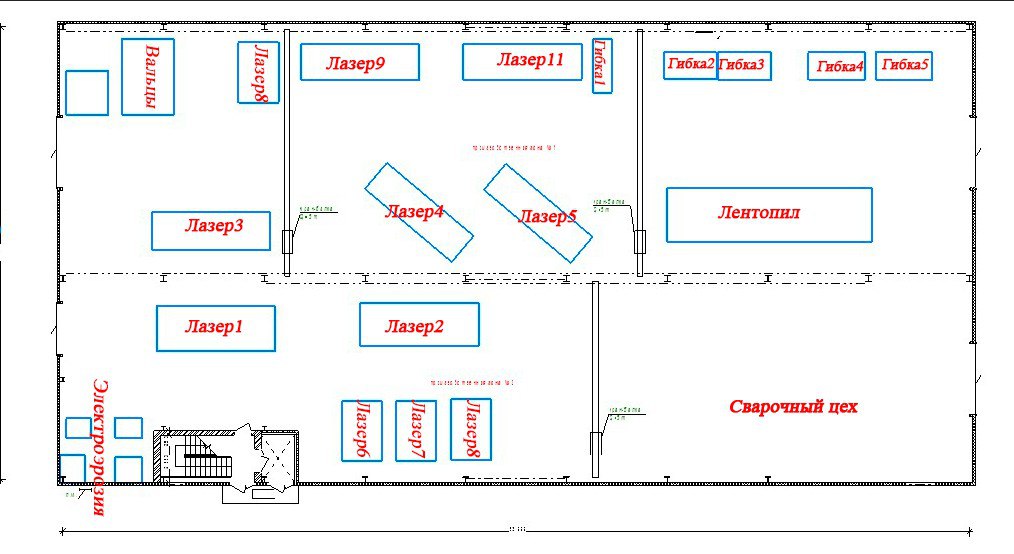 Вальцы
Лазер8
Лазер9
Лазер11
Гибка1
Гибка2
Гибка3
Гибка4
Гибка5
Лазер3
Лазер4
Лазер5
Лентопил
Лазер1
Лазер2
Электроэрозия
Лазер6
Лазер7
Лазер8
Сварочный цех